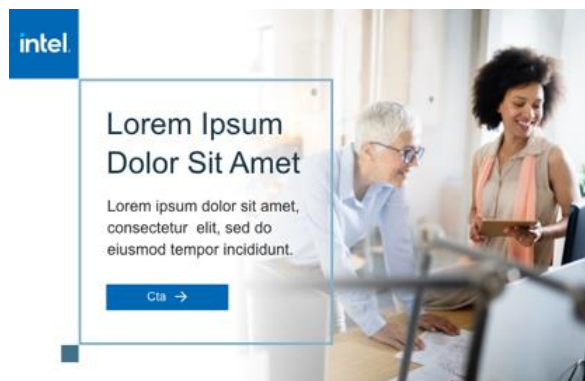 intel.
Lorem Ipsum
Dolor Sit Amet
Lorem ipsum dolor sit amet,
consectetur elit, sed do
eiusmod tempor incididunt.
Cta →